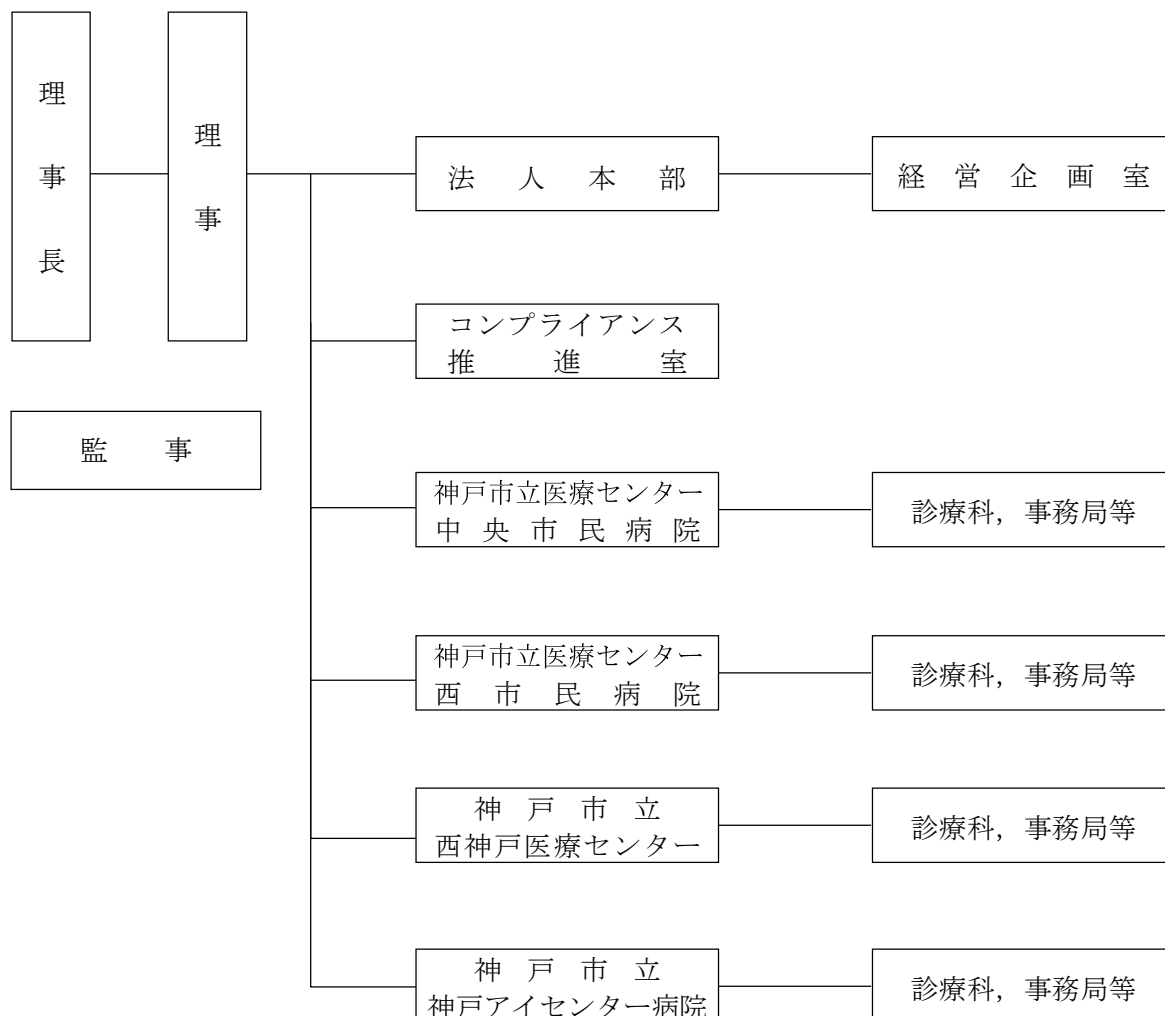 理事長
理事
法人本部
経営企画室
コンプライアンス
推進室
監事
神戸市立医療センター
中央市民病院
診療科，事務局等
神戸市立医療センター
西市民病院
診療科，事務局等
神戸市立
西神戸医療センター
診療科，事務局等
神戸市立
神戸アイセンター病院
診療科，事務局等